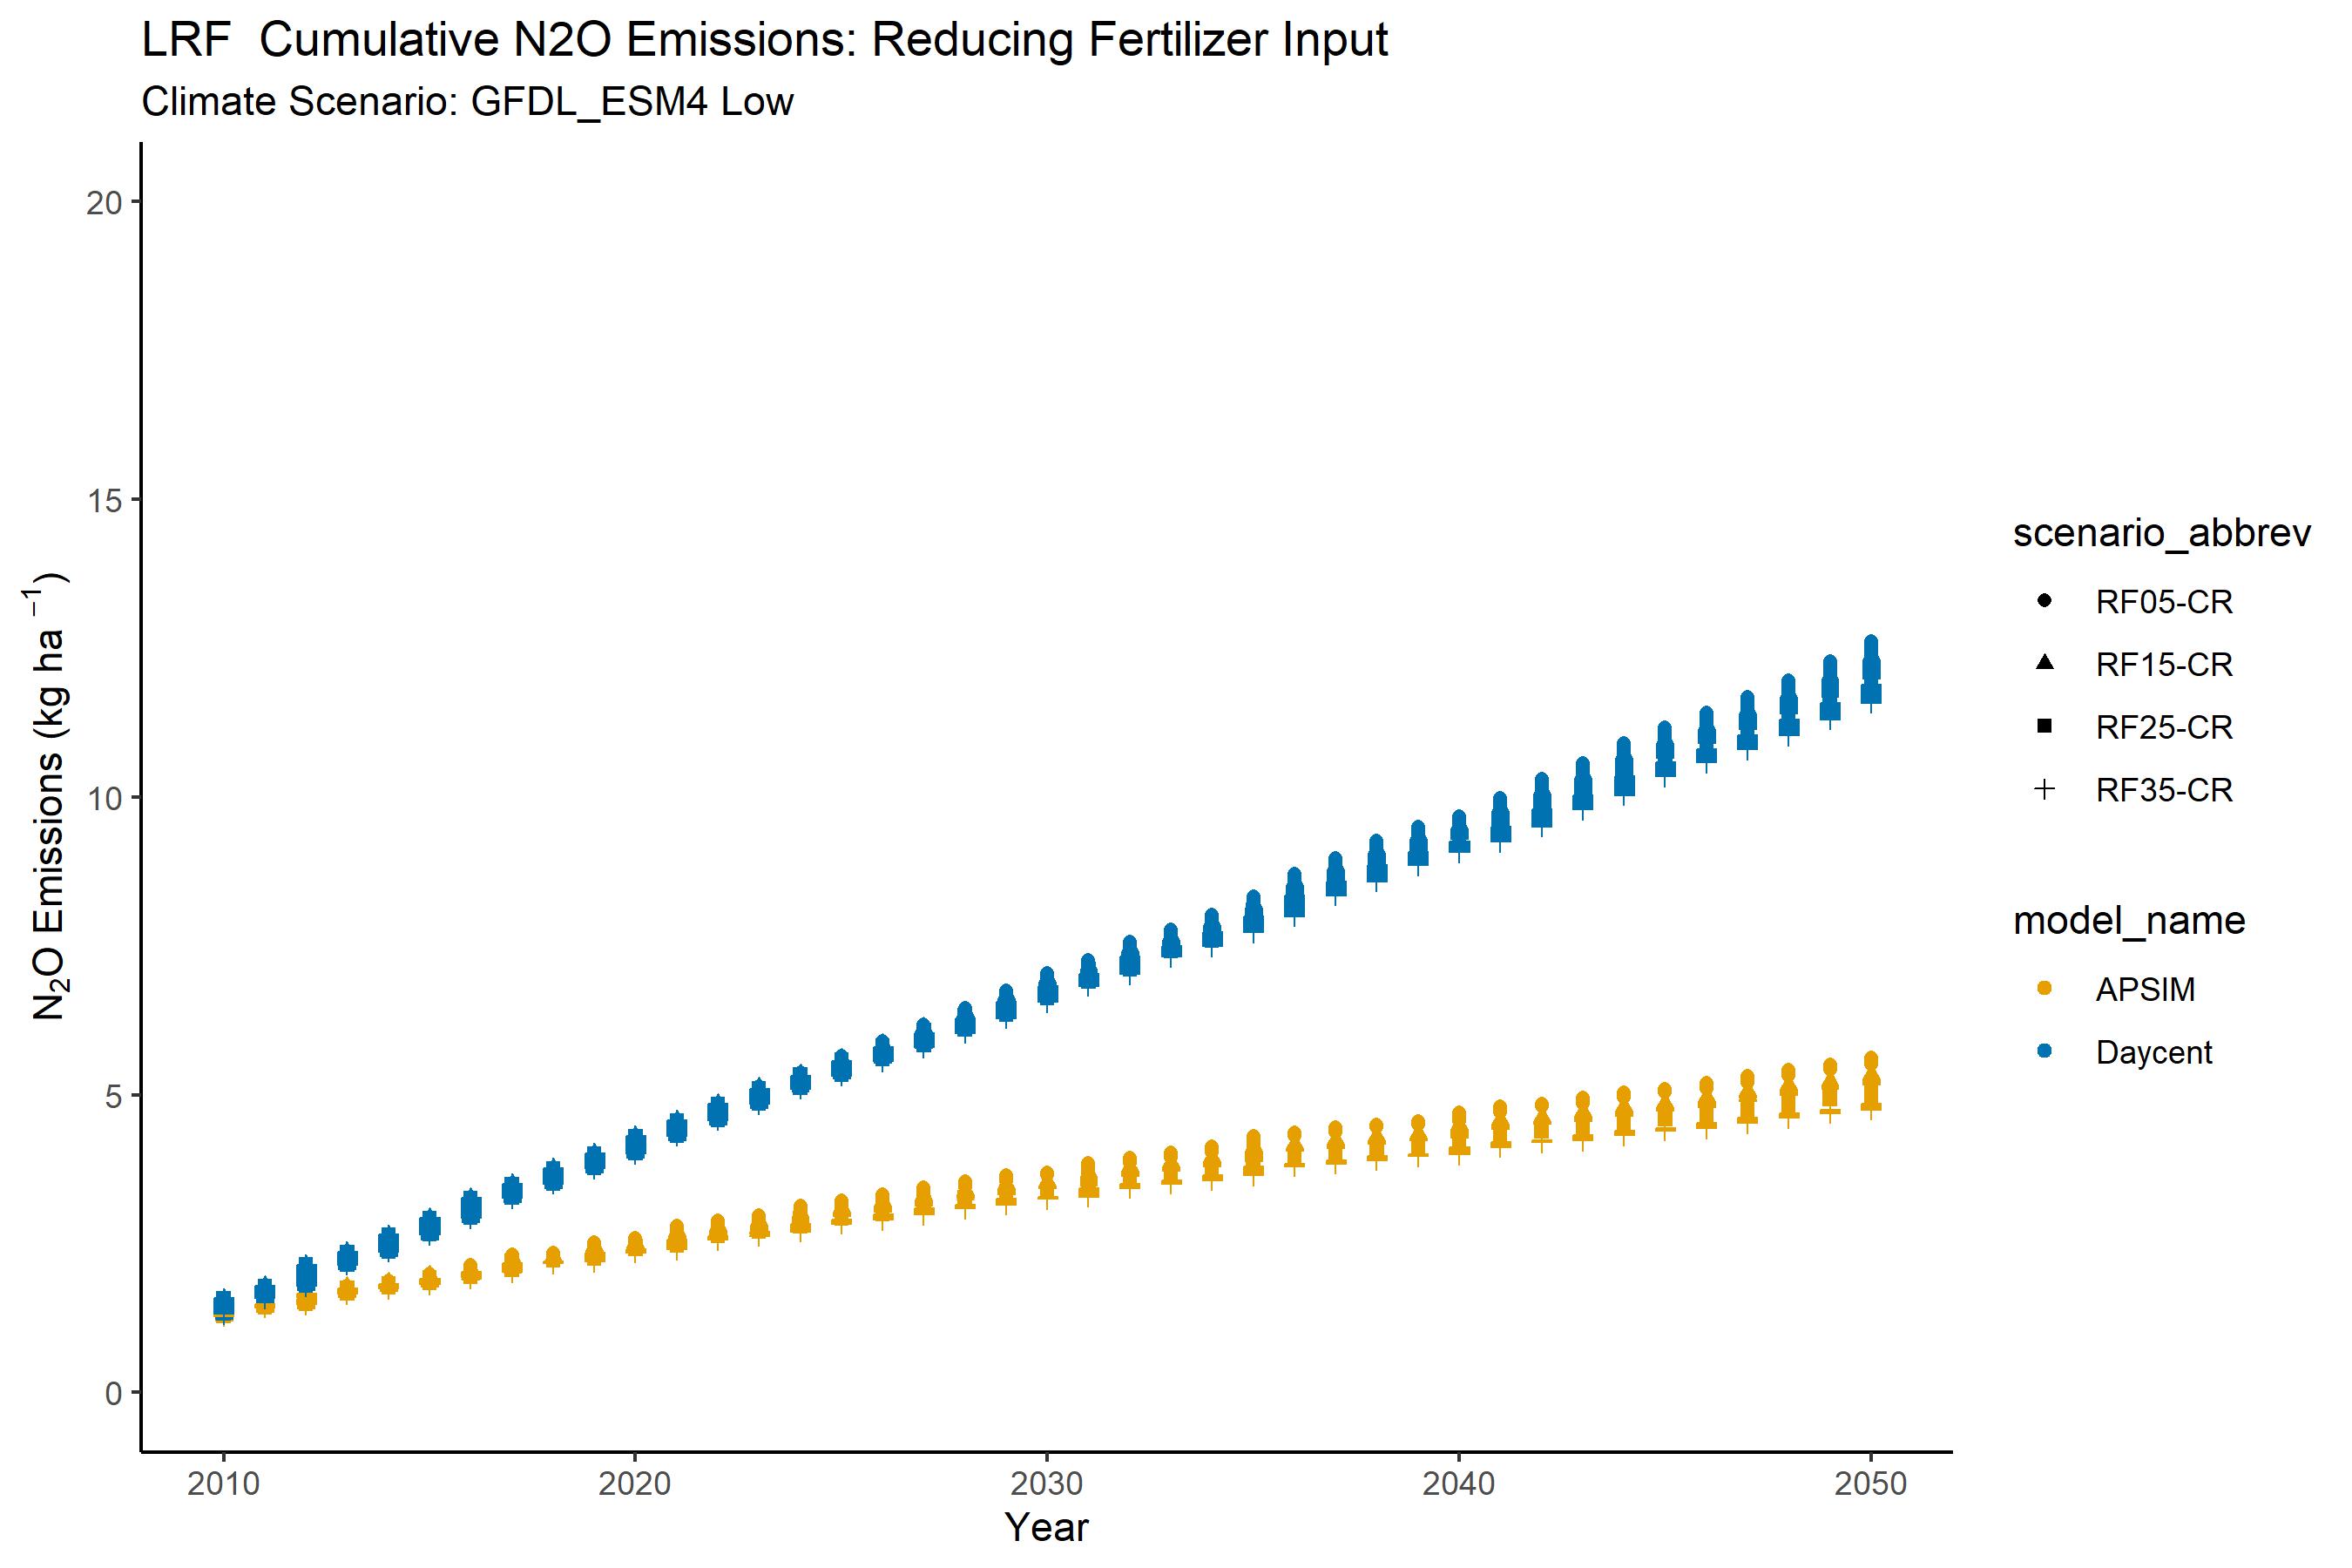 LRF  Cumulative N2O Emissions: Reducing Fertilizer Input
Climate Scenario: GFDL_ESM4 Low
N₂O Emissions (kg ha ⁻¹)
20
15
10
5
0
2010
2020
2030
2040
2050
Year
scenario_abbrev
RF05-CR
RF15-CR
RF25-CR
RF35-CR
model_name
APSIM
Daycent